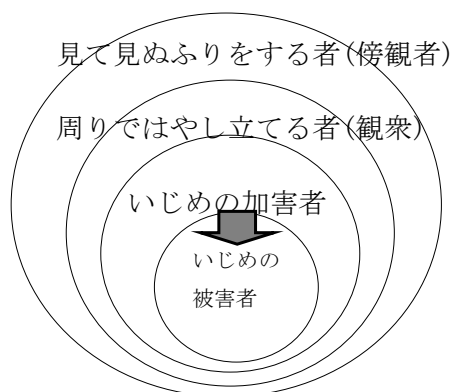 見て見ぬふりをする者(傍観者)
周りではやし立てる者(観衆)
いじめの加害者
いじめの
被害者